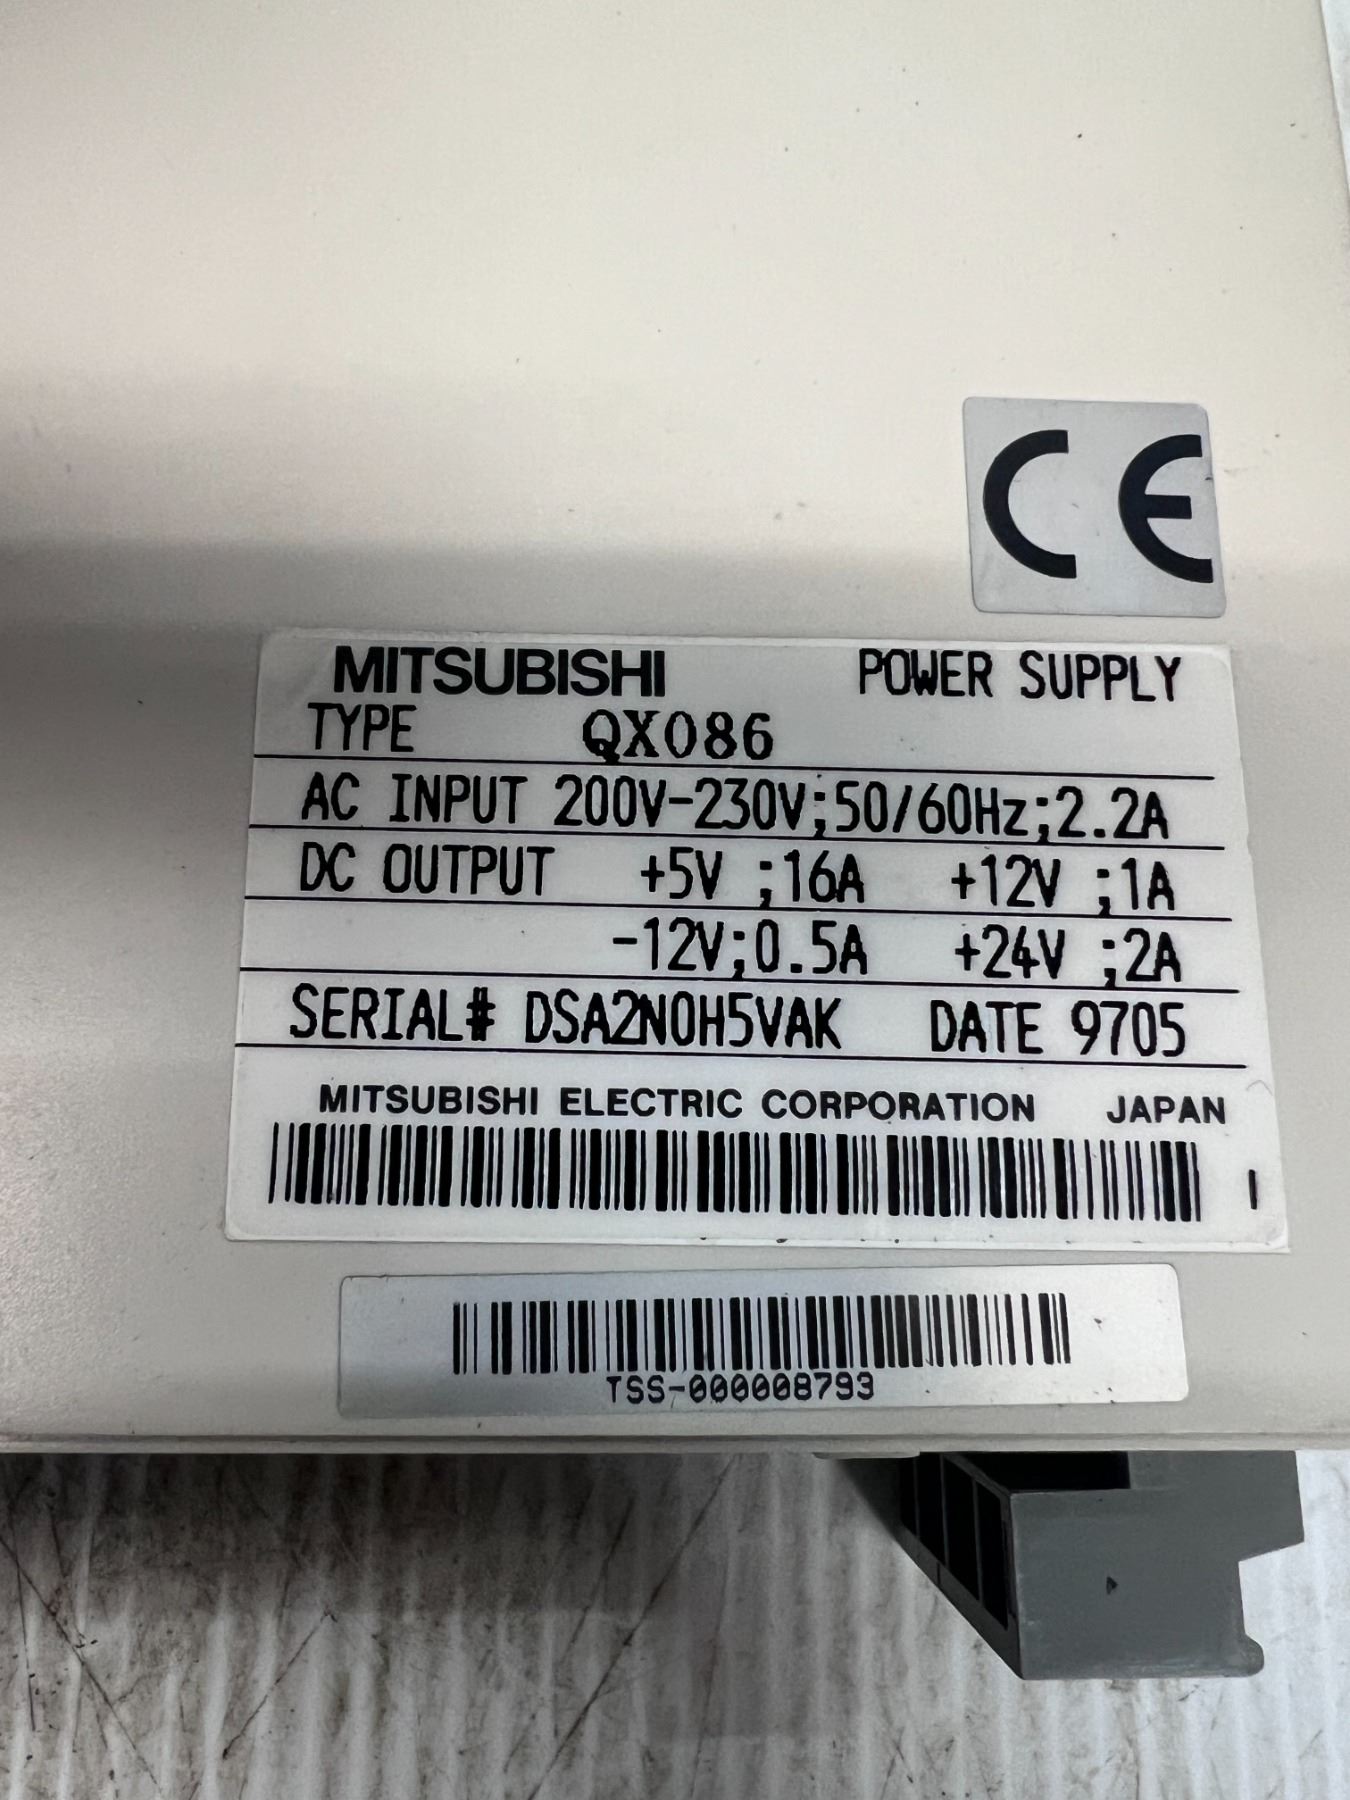 CE
MITSUBISHI POWER SUPPLY
TYPE QX086
AC INPUT 200V-230V;50/60Hz;2.2A
DC OUTPUT +5V ;16A +12V ;1A
-12V;0.5A +24V ;2A
SERIAL# DSA2N0H5VAK DATE 9705
MITSUBISHI ELECTRIC CORPORATION JAPAN
TSS-000008793